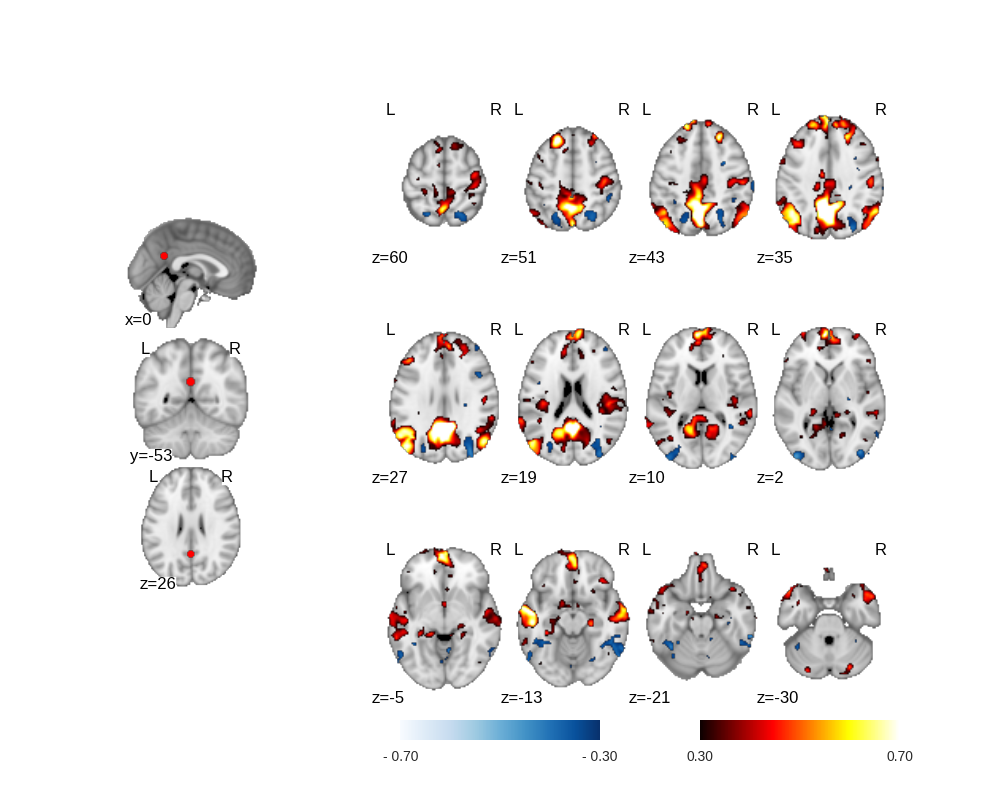 L R L R L R L R
z=60 z=51 z=43 z=35
x=0
L R L R L R L R
L R
z=27 z=19 z=10 z=2
y=-53
L R
L R L R L R L R
z=26
z=-5 z=-13 z=-21 z=-30
- 0.70 - 0.30 0.30 0.70